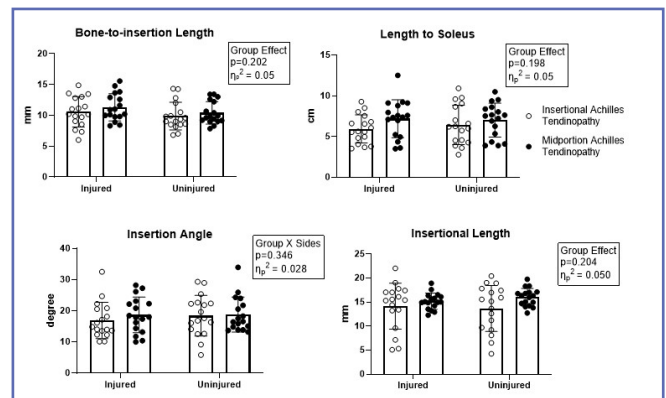 Bone-to-insertion Length
Group Effect
p=0.202
ηp² = 0.05
20
15
10
5
0
mm
Injured
Uninjured
Length to Soleus
Group Effect
p=0.198
ηp² = 0.05
15
10
5
0
cm
Injured
Uninjured
Insertional Achilles
Tendinopathy
Midportion Achilles
Tendinopathy
Insertion Angle
Group X Sides
p=0.346
ηp² = 0.028
40
30
20
10
0
degree
Injured
Uninjured
Insertional Length
Group Effect
p=0.204
ηp² = 0.050
25
20
15
10
5
0
mm
Injured
Uninjured